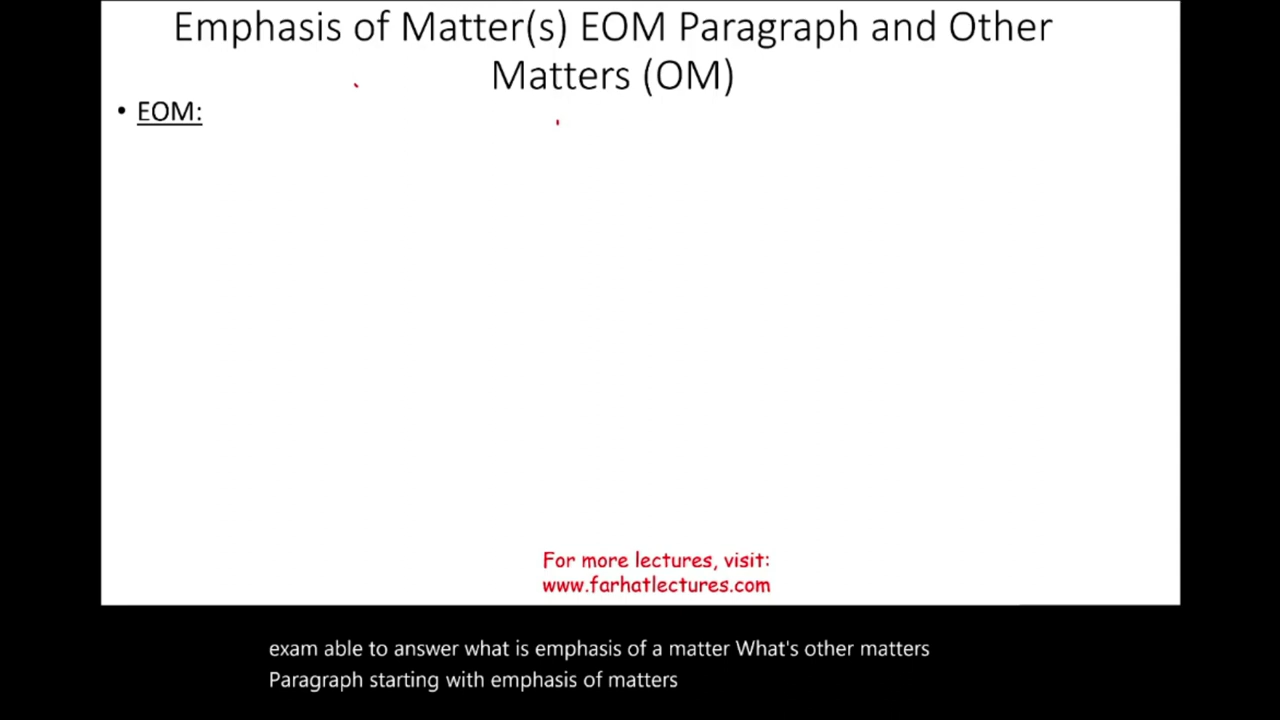 Emphasis of Matter(s) EOM Paragraph and Other
Matters (OM)
• EOM:
For more lectures, visit:
www.farhatlectures.com
exam able to answer what is emphasis of a matter What's other matters
Paragraph starting with emphasis of matters